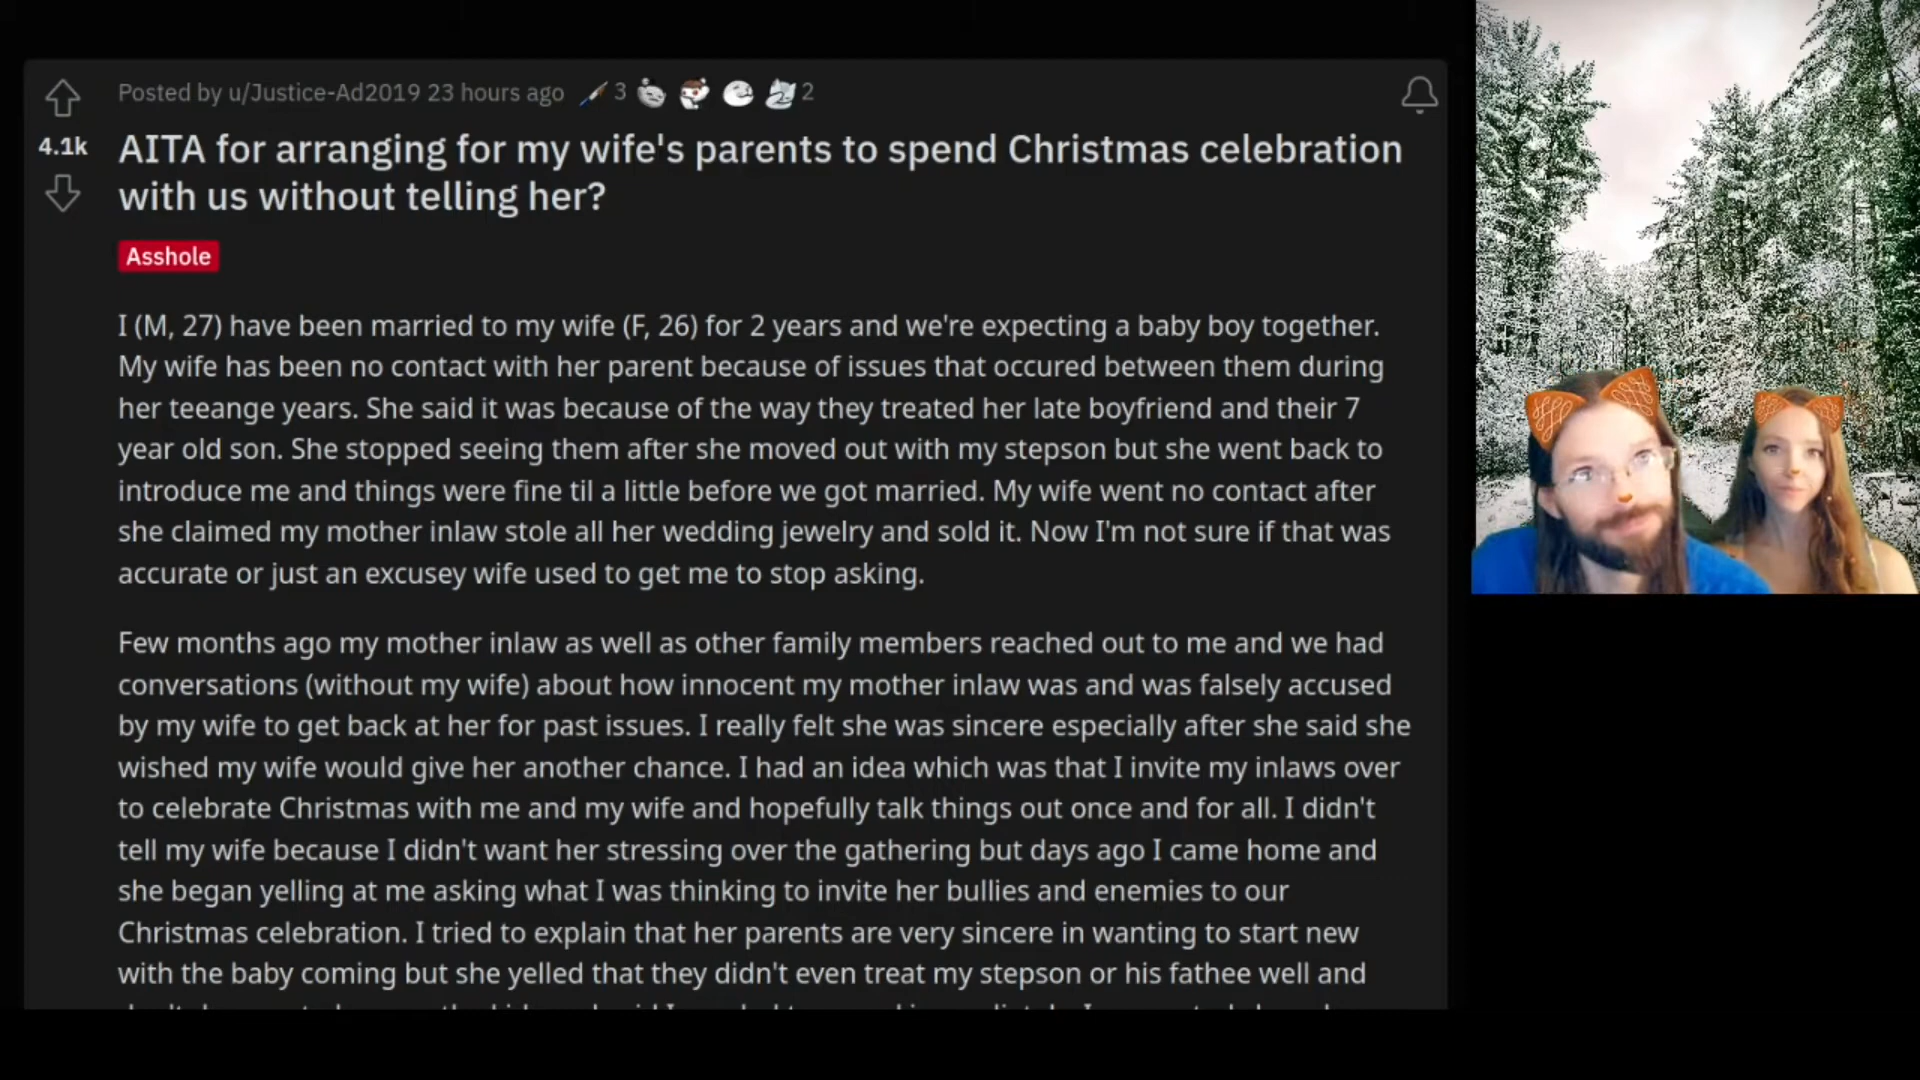 Posted by u/Justice-Ad2019 23 hours ago 3 2
4.1k
AITA for arranging for my wife's parents to spend Christmas celebration
with us without telling her?
Asshole
I (M, 27) have been married to my wife (F, 26) for 2 years and we're expecting a baby boy together.
My wife has been no contact with her parent because of issues that occured between them during
her teeange years. She said it was because of the way they treated her late boyfriend and their 7
year old son. She stopped seeing them after she moved out with my stepson but she went back to
introduce me and things were fine til a little before we got married. My wife went no contact after
she claimed my mother inlaw stole all her wedding jewelry and sold it. Now I'm not sure if that was
accurate or just an excusey wife used to get me to stop asking.
Few months ago my mother inlaw as well as other family members reached out to me and we had
conversations (without my wife) about how innocent my mother inlaw was and was falsely accused
by my wife to get back at her for past issues. I really felt she was sincere especially after she said she
wished my wife would give her another chance. I had an idea which was that I invite my inlaws over
to celebrate Christmas with me and my wife and hopefully talk things out once and for all. I didn't
tell my wife because I didn't want her stressing over the gathering but days ago I came home and
she began yelling at me asking what I was thinking to invite her bullies and enemies to our
Christmas celebration. I tried to explain that her parents are very sincere in wanting to start new
with the baby coming but she yelled that they didn't even treat my stepson or his fathee well and